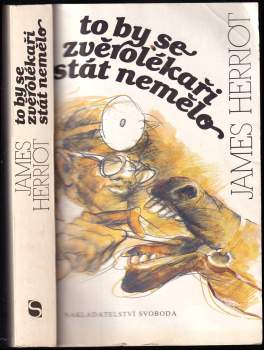 to by se
zvěrolékaři
stát nemělo
JAMES HERRIOT
NAKLADATELSTVÍ SVOBODA
to by se
zvěrolékaři
stát nemělo
JAMES
HERRIOT
S